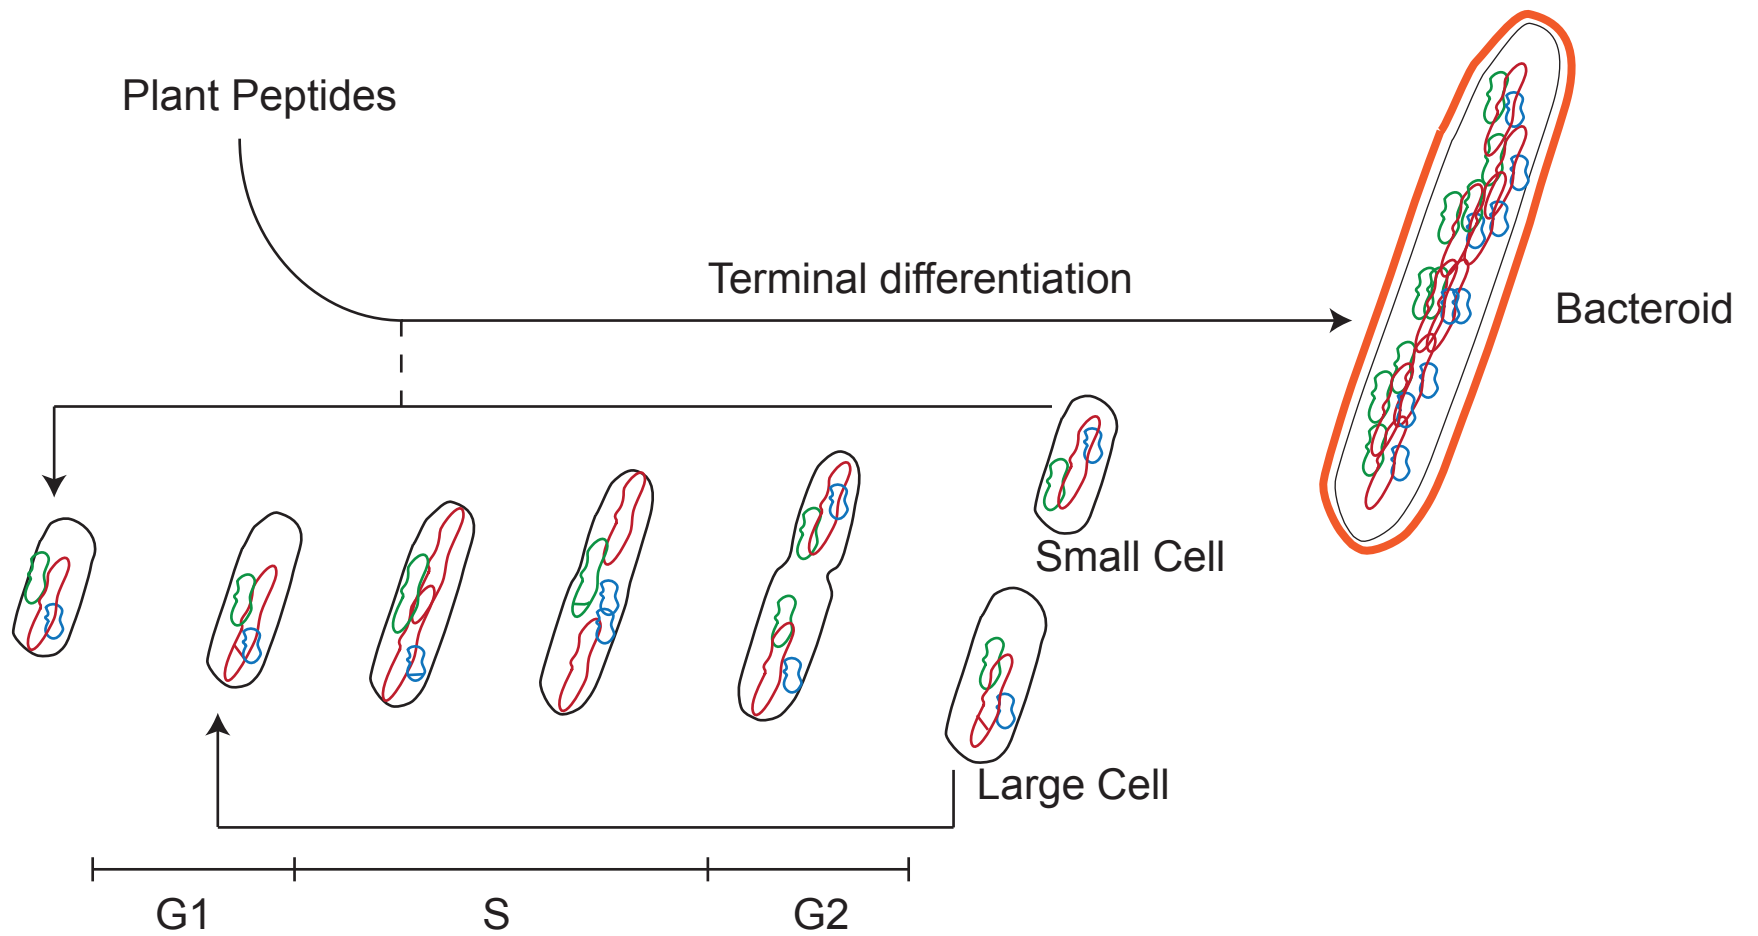 Plant Peptides
Terminal differentiation
Bacteroid
Small Cell
Large Cell
G1
S
G2